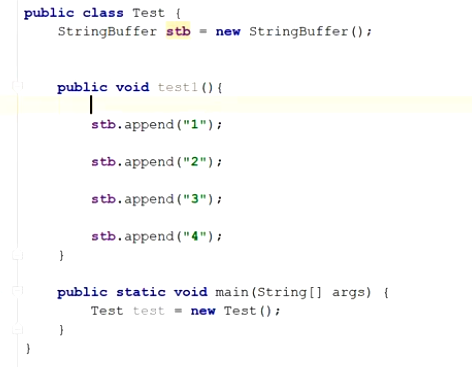 public class Test {
StringBuffer stb = new StringBuffer();
public void test1(){
stb.append("1");
stb.append("2");
stb.append("3");
stb.append("4");
}
public static void main(String[] args) {
Test test = new Test();
}
}